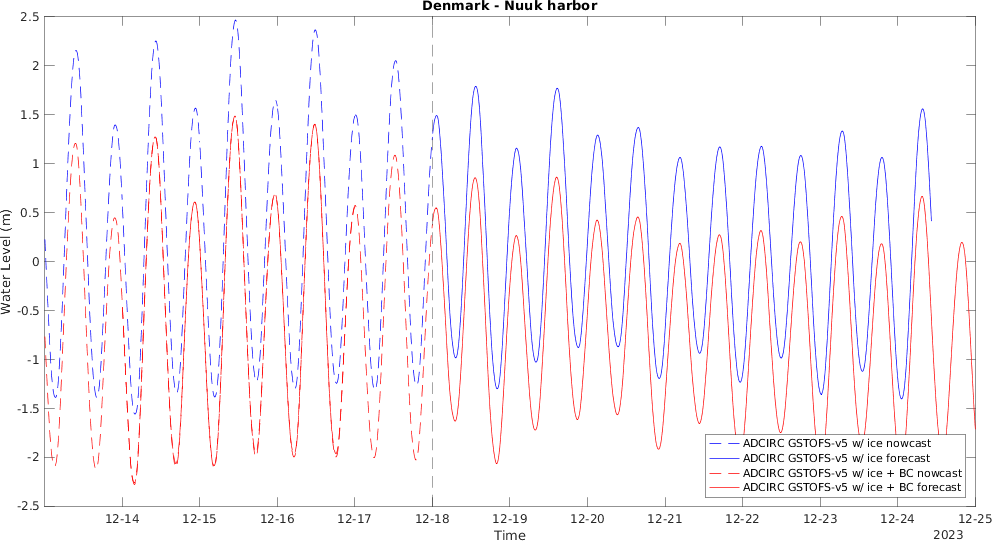 Denmark - Nuuk harbor
2.5
2
1.5
1
0.5
0
-0.5
-1
-1.5
-2
-2.5
Water Level (m)
ADCIRC GSTOFS-v5 w/ ice nowcast
ADCIRC GSTOFS-v5 w/ ice forecast
ADCIRC GSTOFS-v5 w/ ice + BC nowcast
ADCIRC GSTOFS-v5 w/ ice + BC forecast
12-14 12-15 12-16 12-17 12-18 12-19 12-20 12-21 12-22 12-23 12-24 12-25
Time
2023